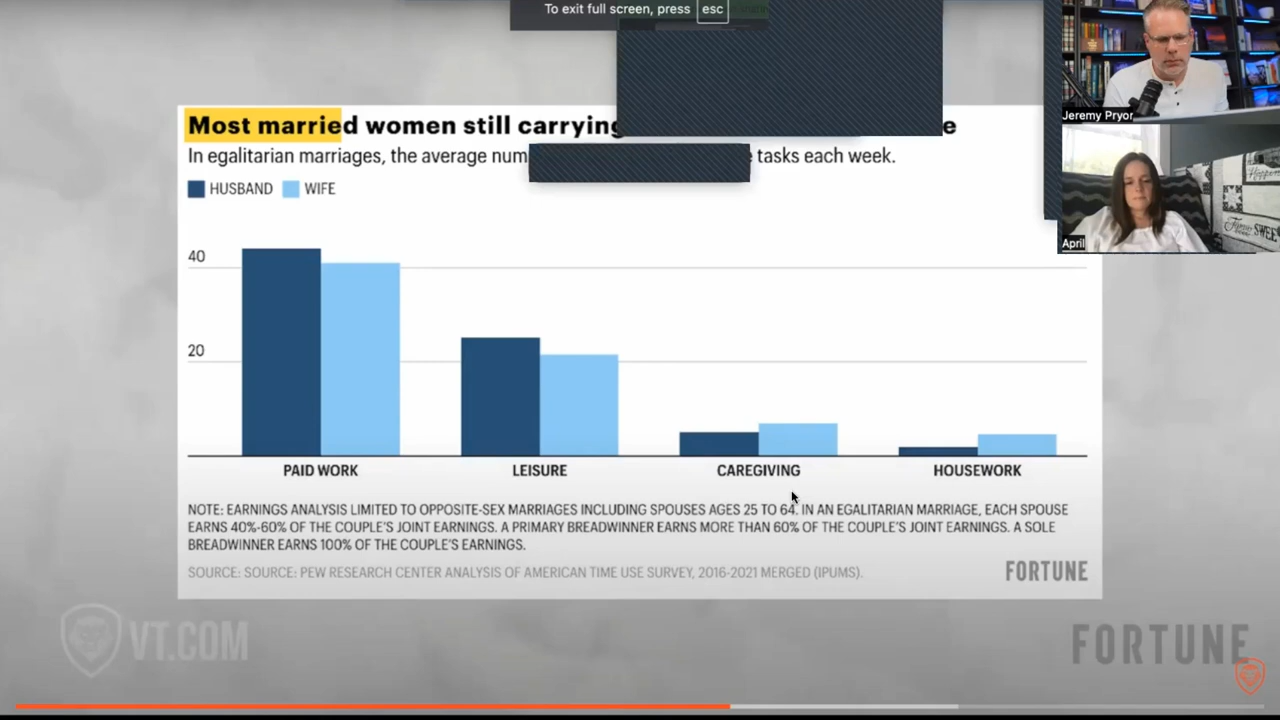 To exit full screen, press esc
Jeremy Pryor
Most married women still carrying e
In egalitarian marriages, the average num tasks each week.
HUSBAND WIFE
April
40
20
PAID WORK LEISURE CAREGIVING HOUSEWORK
NOTE: EARNINGS ANALYSIS LIMITED TO OPPOSITE-SEX MARRIAGES INCLUDING SPOUSES AGES 25 TO 64. IN AN EGALITARIAN MARRIAGE, EACH SPOUSE
EARNS 40%-60% OF THE COUPLE'S JOINT EARNINGS. A PRIMARY BREADWINNER EARNS MORE THAN 60% OF THE COUPLE'S JOINT EARNINGS. A SOLE
BREADWINNER EARNS 100% OF THE COUPLE'S EARNINGS.
SOURCE: SOURCE: PEW RESEARCH CENTER ANALYSIS OF AMERICAN TIME USE SURVEY, 2016-2021 MERGED (IPUMS).
FORTUNE
VT.COM
FORTUNE